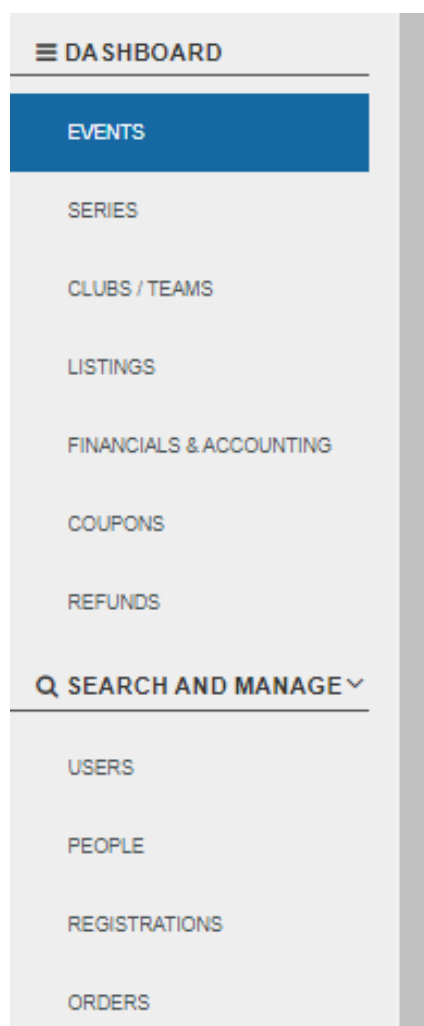 DASHBOARD
EVENTS
SERIES
CLUBS / TEAMS
LISTINGS
FINANCIALS & ACCOUNTING
COUPONS
REFUNDS
SEARCH AND MANAGE
USERS
PEOPLE
REGISTRATIONS
ORDERS